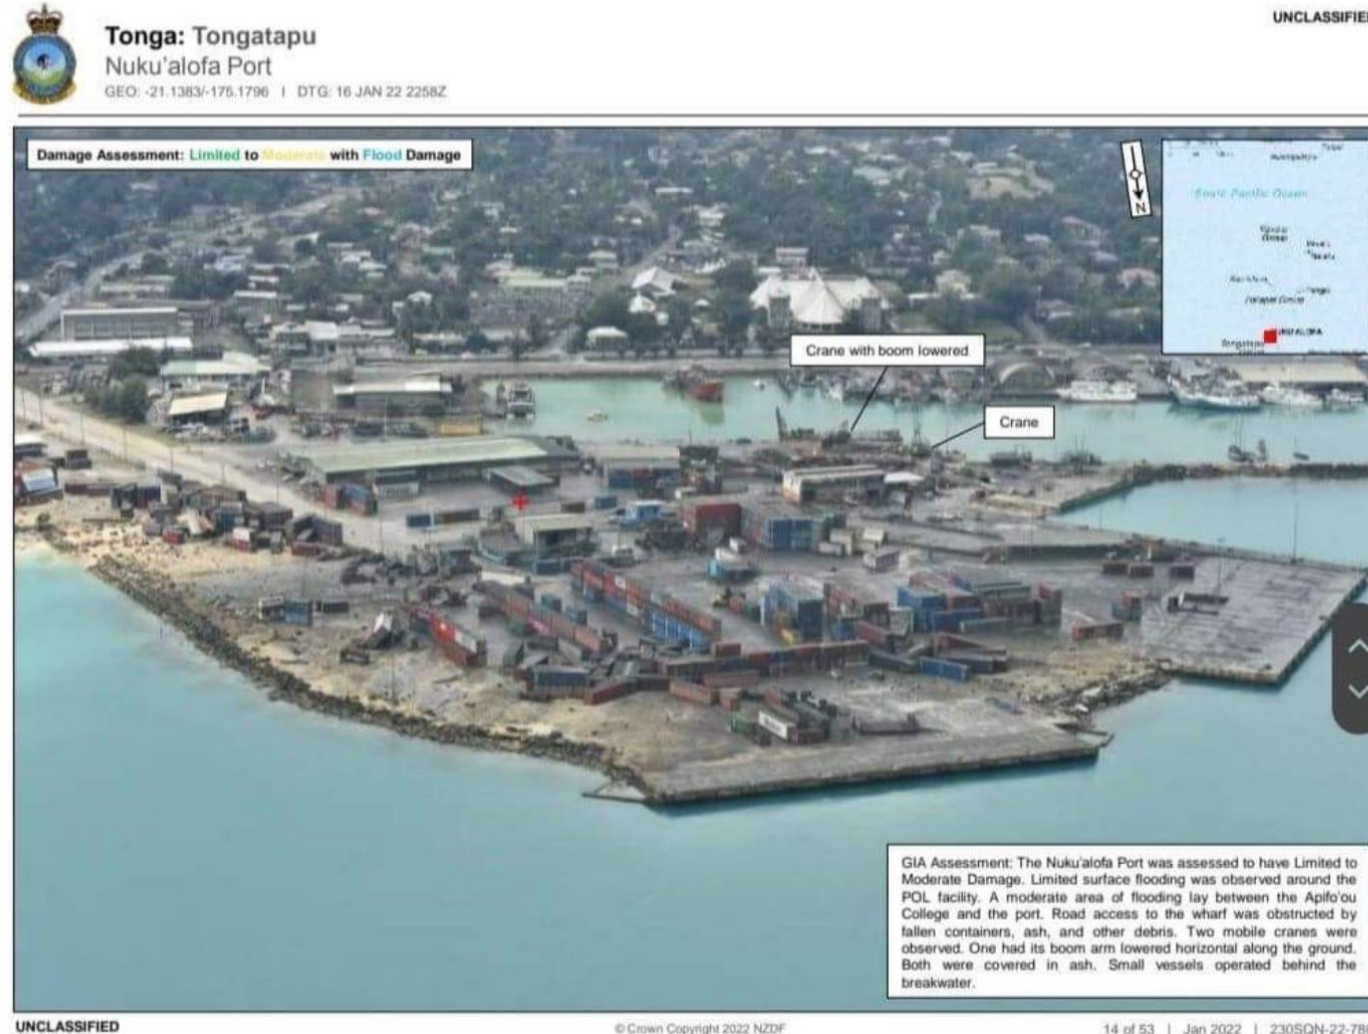 UNCLASSIFIED
Tonga: Tongatapu
Nuku'alofa Port
GEO: -21.1383/-175.1796 | DTG: 16 JAN 22 2258Z
Damage Assessment: Limited to Moderate with Flood Damage
N
South Pacific Ocean
Tongatapu
Crane with boom lowered
Crane
GIA Assessment: The Nuku'alofa Port was assessed to have Limited to
Moderate Damage. Limited surface flooding was observed around the
POL facility. A moderate area of flooding lay between the Apifo'ou
College and the port. Road access to the wharf was obstructed by
fallen containers, ash, and other debris. Two mobile cranes were
observed. One had its boom arm lowered horizontal along the ground.
Both were covered in ash. Small vessels operated behind the
breakwater.
UNCLASSIFIED
© Crown Copyright 2022 NZDF
14 of 53 | Jan 2022 | 230SQN-22-